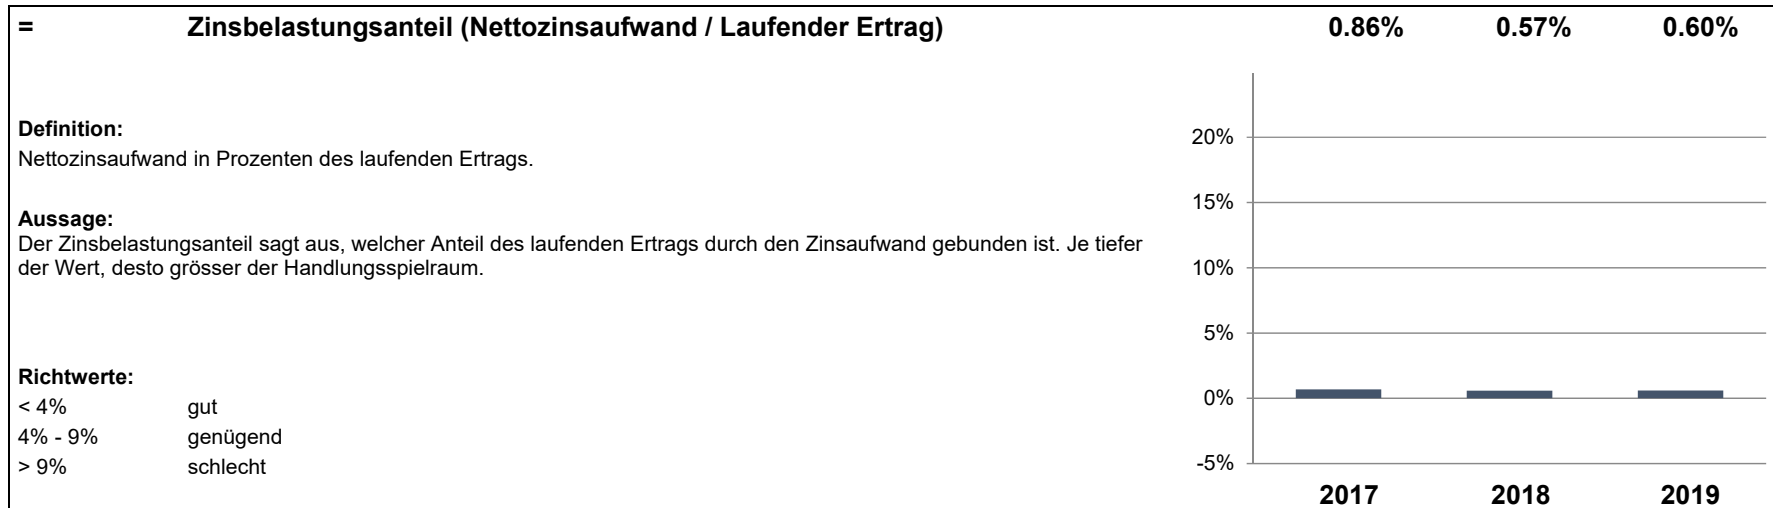 = Zinsbelastungsanteil (Nettozinsaufwand / Laufender Ertrag) 0.86% 0.57% 0.60%
Definition:
Nettozinsaufwand in Prozenten des laufenden Ertrags.
Aussage:
Der Zinsbelastungsanteil sagt aus, welcher Anteil des laufenden Ertrags durch den Zinsaufwand gebunden ist. Je tiefer
der Wert, desto grösser der Handlungsspielraum.
Richtwerte:
< 4% gut
4% - 9% genügend
> 9% schlecht
20%
15%
10%
5%
0%
-5%
2017 2018 2019